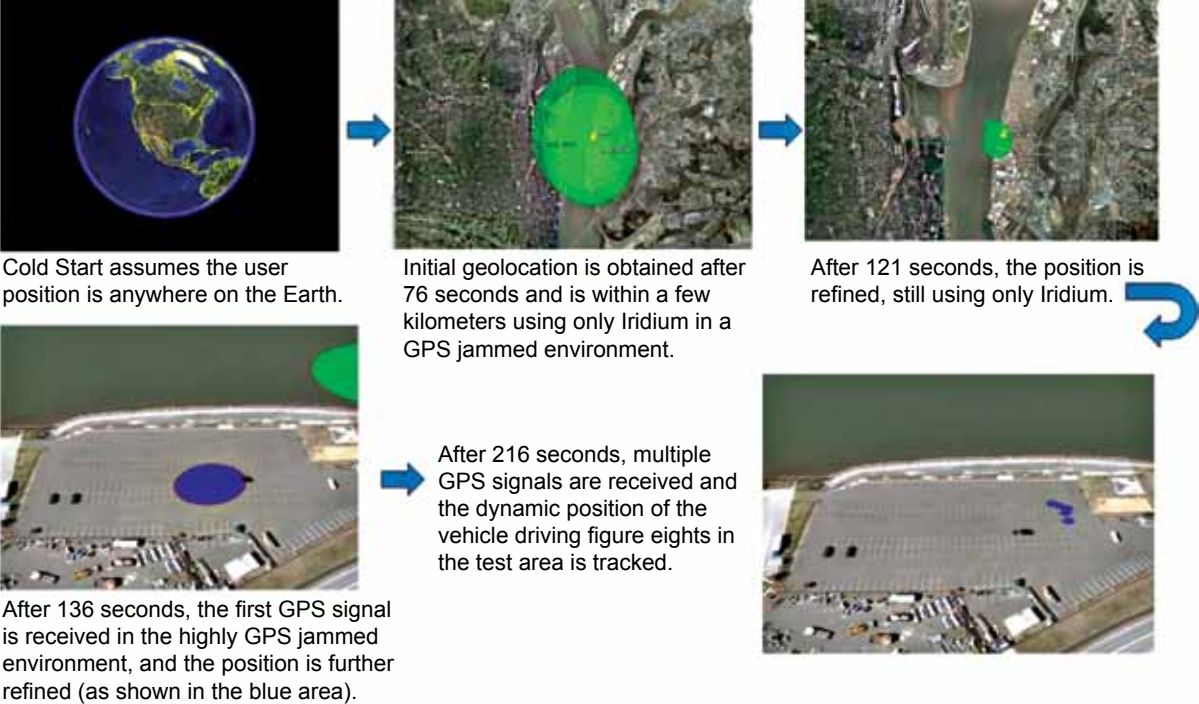 Cold Start assumes the user
position is anywhere on the Earth.
Initial geolocation is obtained after
76 seconds and is within a few
kilometers using only Iridium in a
GPS jammed environment.
After 121 seconds, the position is
refined, still using only Iridium.
After 136 seconds, the first GPS signal
is received in the highly GPS jammed
environment, and the position is further
refined (as shown in the blue area).
After 216 seconds, multiple
GPS signals are received and
the dynamic position of the
vehicle driving figure eights in
the test area is tracked.